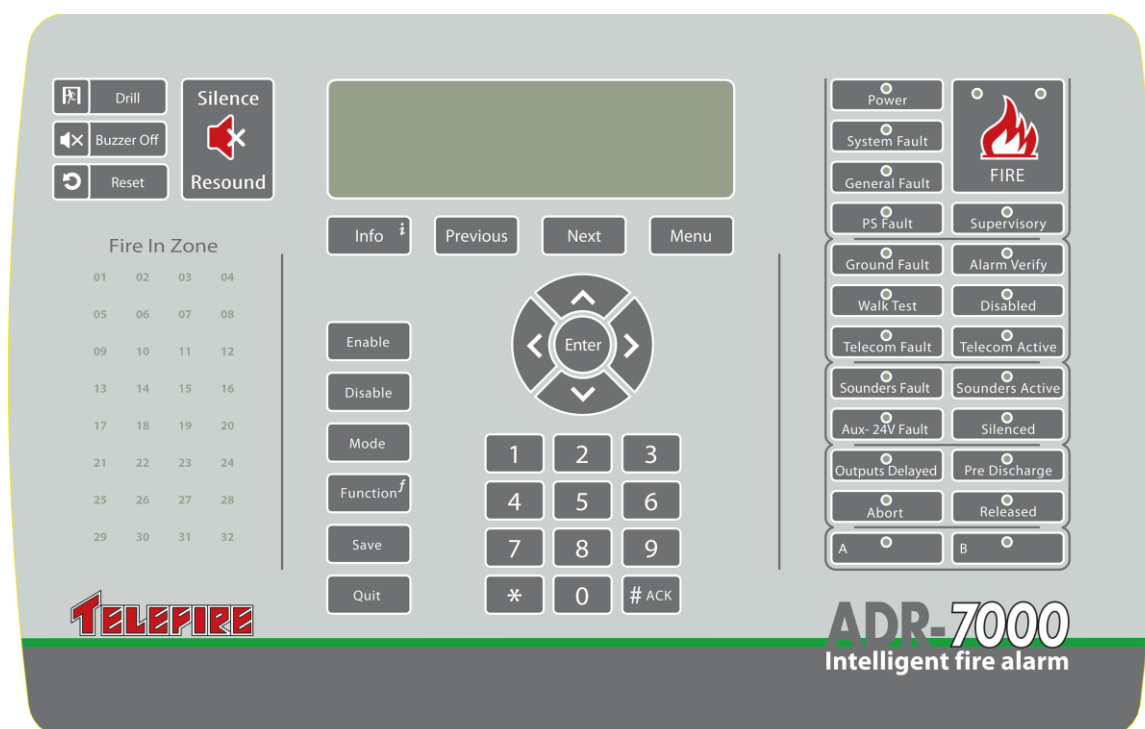 Drill
Buzzer Off
Reset
Silence
Resound
Fire In Zone
01 02 03 04
05 06 07 08
09 10 11 12
13 14 15 16
17 18 19 20
21 22 23 24
25 26 27 28
29 30 31 32
TELEFIRE
Info i Previous Next Menu
Enter
Enable
Disable
Mode
Function f
Save
Quit
1 2 3
4 5 6
7 8 9
* 0 # ACK
Power
System Fault
General Fault
FIRE
PS Fault Supervisory
Ground Fault Alarm Verify
Walk Test Disabled
Telecom Fault Telecom Active
Sounders Fault Sounders Active
Aux- 24V Fault Silenced
Outputs Delayed Pre Discharge
Abort Released
A B
ADR-7000
Intelligent fire alarm